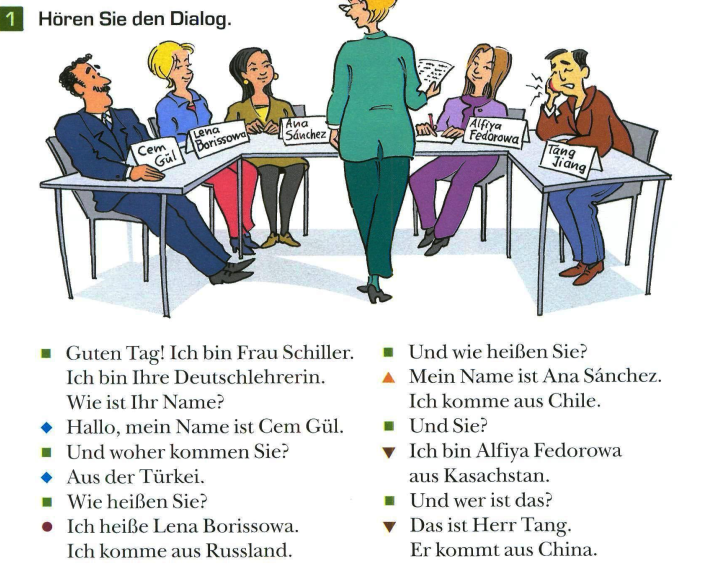 1 Hören Sie den Dialog.
Cem
Gül
Lena
Borissowa
Ana
Sánchez
Alfiya
Fedorowa
Tang
Jiang
Guten Tag! Ich bin Frau Schiller.
Ich bin Ihre Deutschlehrerin.
Wie ist Ihr Name?
Hallo, mein Name ist Cem Gül.
Und woher kommen Sie?
Aus der Türkei.
Wie heißen Sie?
Ich heiße Lena Borissowa.
Ich komme aus Russland.
Und wie heißen Sie?
Mein Name ist Ana Sánchez.
Ich komme aus Chile.
Und Sie?
Ich bin Alfiya Fedorowa
aus Kasachstan.
Und wer ist das?
Das ist Herr Tang.
Er kommt aus China.